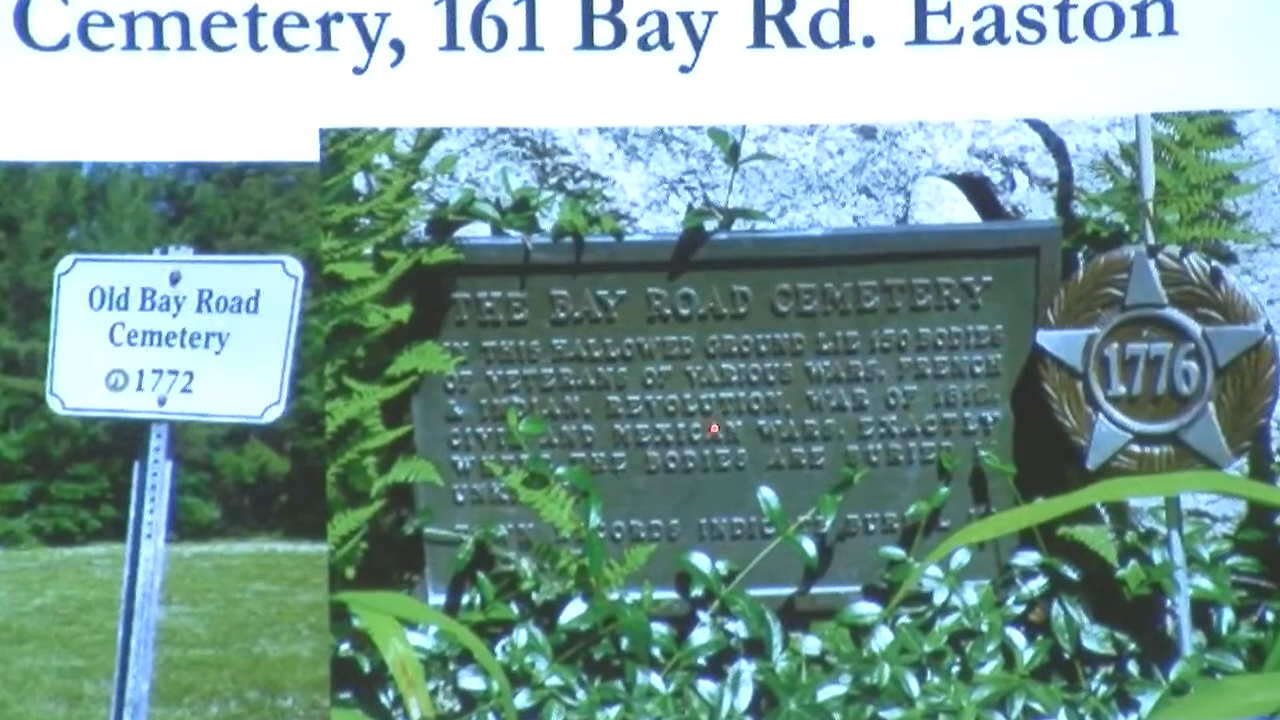 Cemetery, 161 Bay Rd. Easton
Old Bay Road
Cemetery
1772
THE BAY ROAD CEMETERY
IN THIS HALLOWED GROUND LIE 150 BODIES
OF VETERANS OF VARIOUS WARS, FRENCH
& INDIAN, REVOLUTION, WAR OF 1812,
CIVIL AND MEXICAN WARS. EXACTLY
WHERE THE BODIES ARE BURIED
INDICATE
1776